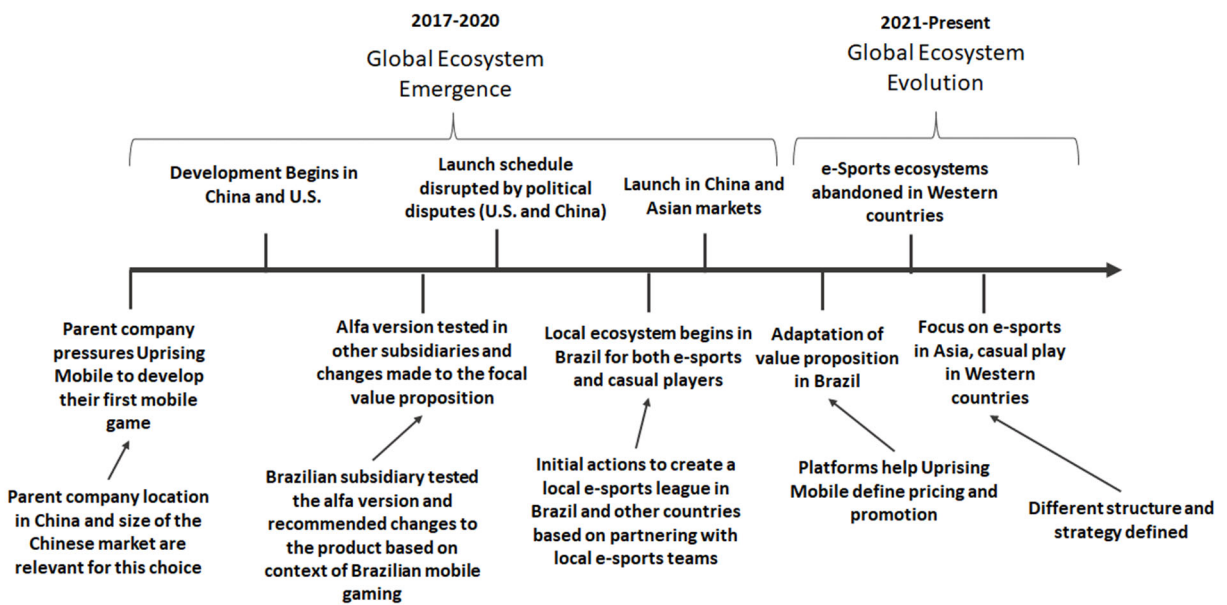 2017-2020
Global Ecosystem
Emergence
2021-Present
Global Ecosystem
Evolution
Development Begins in
China and U.S.
Launch schedule
disrupted by political
disputes (U.S. and China)
Launch in China and
Asian markets
e-Sports ecosystems
abandoned in Western
countries
Parent company
pressures Uprising
Mobile to develop
their first mobile
game
Alfa version tested in
other subsidiaries and
changes made to the focal
value proposition
Local ecosystem begins in
Brazil for both e-sports
and casual players
Adaptation of
value proposition
in Brazil
Focus on e-sports
in Asia, casual play
in Western
countries
Parent company location
in China and size of the
Chinese market are
relevant for this choice
Brazilian subsidiary tested
the alfa version and
recommended changes to
the product based on
context of Brazilian mobile
gaming
Initial actions to create a
local e-sports league in
Brazil and other countries
based on partnering with
local e-sports teams
Platforms help Uprising
Mobile define pricing and
promotion
Different structure and
strategy defined